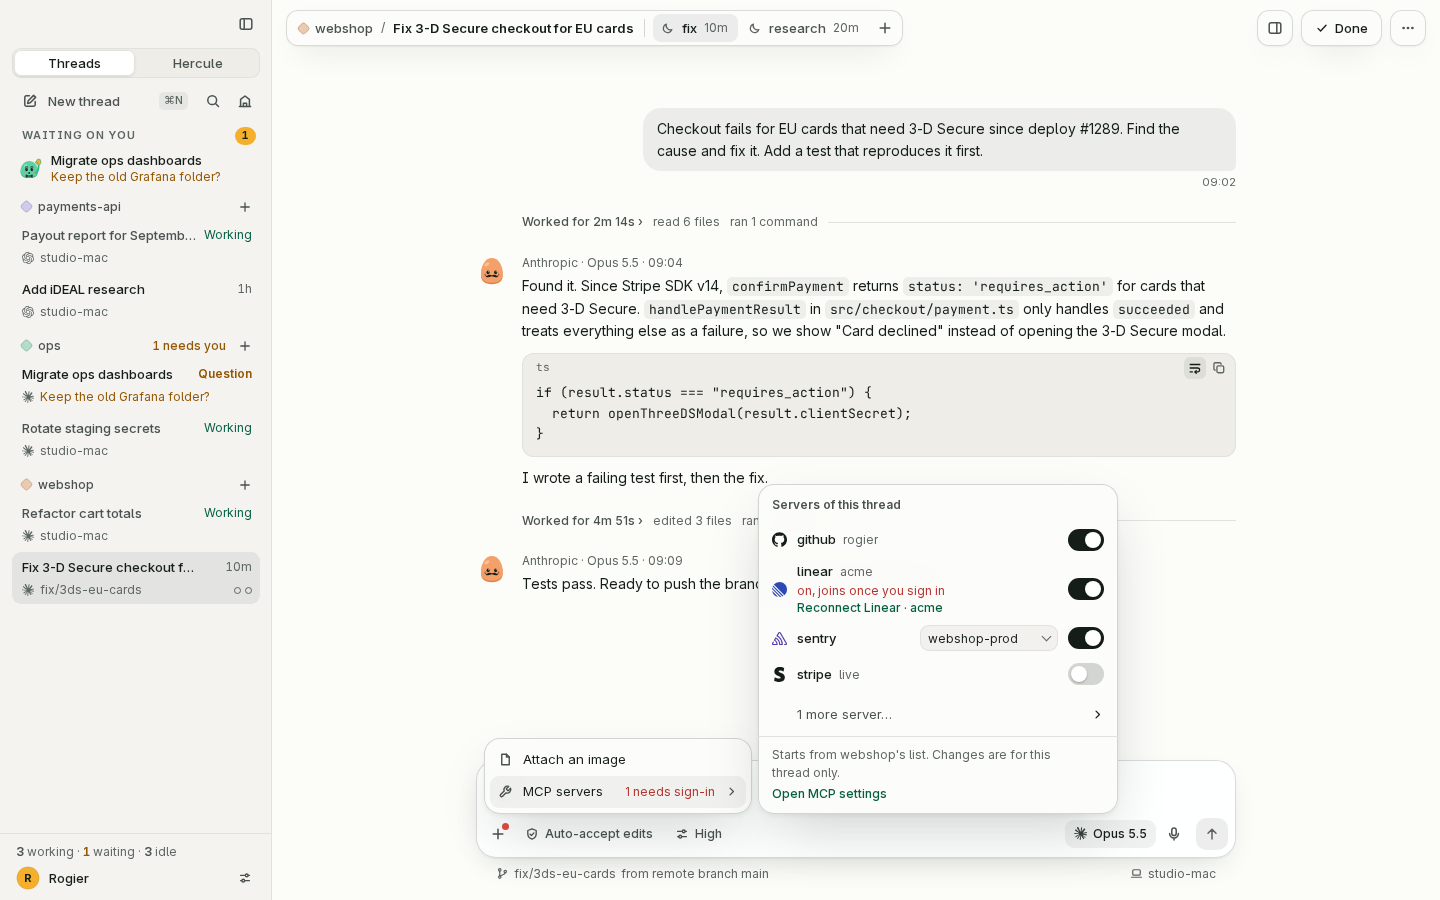 Threads
Hercule
New thread
⌘N
WAITING ON YOU
1
Migrate ops dashboards
Keep the old Grafana folder?
payments-api
Payout report for Septemb…
Working
studio-mac
Add iDEAL research
1h
studio-mac
ops
1 needs you
Migrate ops dashboards
Question
Keep the old Grafana folder?
Rotate staging secrets
Working
studio-mac
webshop
Refactor cart totals
Working
studio-mac
Fix 3-D Secure checkout f…
10m
fix/3ds-eu-cards
3 working · 1 waiting · 3 idle
R
Rogier
webshop / Fix 3-D Secure checkout for EU cards
fix 10m
research 20m
Done
Checkout fails for EU cards that need 3-D Secure since deploy #1289. Find the
cause and fix it. Add a test that reproduces it first.
09:02
Worked for 2m 14s › read 6 files ran 1 command
Anthropic · Opus 5.5 · 09:04
Found it. Since Stripe SDK v14, confirmPayment returns status: 'requires_action' for cards that
need 3-D Secure. handlePaymentResult in src/checkout/payment.ts only handles succeeded and
treats everything else as a failure, so we show "Card declined" instead of opening the 3-D Secure modal.
ts
if (result.status === "requires_action") {
  return openThreeDSModal(result.clientSecret);
}
I wrote a failing test first, then the fix.
Worked for 4m 51s › edited 3 files ran
Anthropic · Opus 5.5 · 09:09
Tests pass. Ready to push the branc
Servers of this thread
github rogier
linear acme
on, joins once you sign in
Reconnect Linear · acme
sentry
webshop-prod
stripe live
1 more server…
Starts from webshop's list. Changes are for this
thread only.
Open MCP settings
Attach an image
MCP servers
1 needs sign-in
Auto-accept edits
High
Opus 5.5
fix/3ds-eu-cards from remote branch main
studio-mac